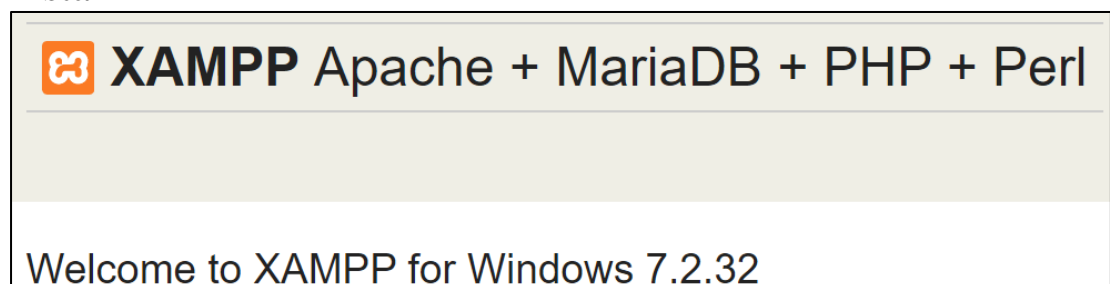 XAMPP Apache + MariaDB + PHP + Perl
Welcome to XAMPP for Windows 7.2.32